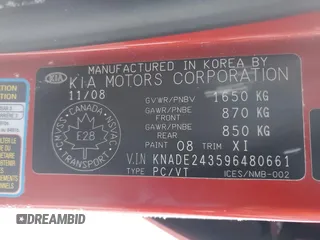 MANUFACTURED IN KOREA BY
KIA KIA MOTORS CORPORATION
11/08
GVWR/PNBV 1650 KG
GAWR/PNBE FRONT 870 KG
GAWR/PNBE REAR 850 KG
PAINT 08 TRIM XI
V.I.N KNADE243596480661
TYPE PC/VT ICES/NMB-002
CANADA
CMVSS NSVAC
E28
TRANSPORT
DRIVEBIDGROUP